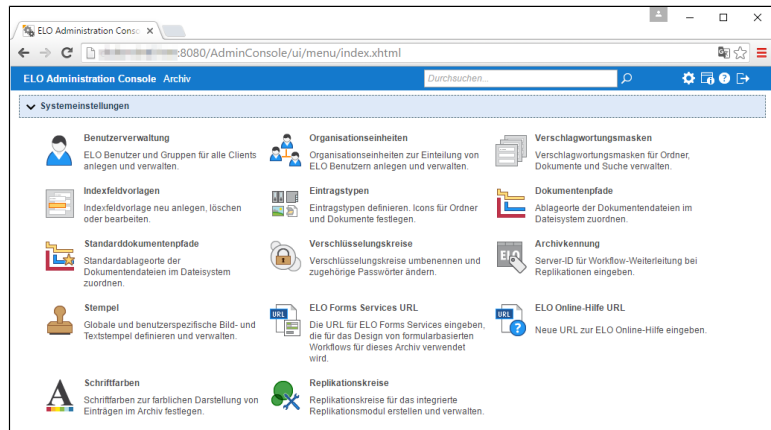 ELO Administration Consc
:8080/AdminConsole/ui/menu/index.xhtml
ELO Administration Console Archiv
Durchsuchen...
Systemeinstellungen
Benutzerverwaltung
ELO Benutzer und Gruppen für alle Clients
anlegen und verwalten.
Organisationseinheiten
Organisationseinheiten zur Einteilung von
ELO Benutzern anlegen und verwalten.
Verschlagwortungsmasken
Verschlagwortungsmasken für Ordner,
Dokumente und Suche verwalten.
Indexfeldvorlagen
Indexfeldvorlage neu anlegen, löschen
oder bearbeiten.
Eintragstypen
Eintragstypen definieren. Icons für Ordner
und Dokumente festlegen.
Dokumentenpfade
Ablageorte der Dokumentendateien im
Dateisystem zuordnen.
Standarddokumentenpfade
Standardablageorte der
Dokumentendateien im Dateisystem
zuordnen.
Verschlüsselungskreise
Verschlüsselungskreise umbenennen und
zugehörige Passwörter ändern.
ELO
Archivkennung
Server-ID für Workflow-Weiterleitung bei
Replikationen eingeben.
Stempel
Globale und benutzerspezifische Bild- und
Textstempel definieren und verwalten.
URL
ELO Forms Services URL
Die URL für ELO Forms Services eingeben,
die für das Design von formularbasierten
Workflows für dieses Archiv verwendet
wird.
URL
ELO Online-Hilfe URL
Neue URL zur ELO Online-Hilfe eingeben.
A
Schriftfarben
Schriftfarben zur farblichen Darstellung von
Einträgen im Archiv festlegen.
Replikationskreise
Replikationskreise für das integrierte
Replikationsmodul erstellen und verwalten.